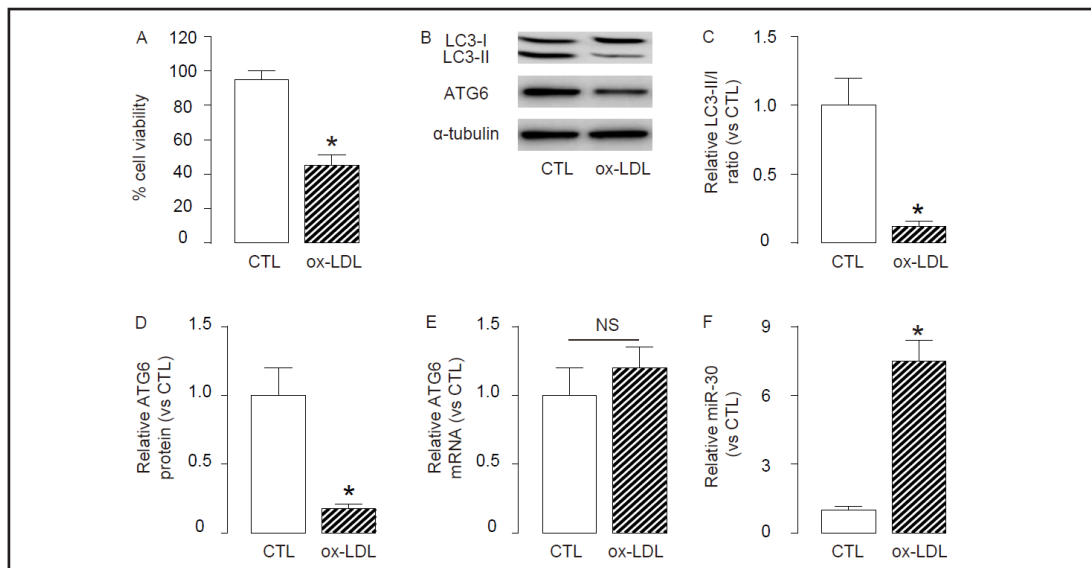 A
% cell viability
120
100
80
60
40
20
0
*
CTL
ox-LDL
B
LC3-I
LC3-II
ATG6
α-tubulin
CTL
ox-LDL
C
Relative LC3-II/I
ratio (vs CTL)
1.5
1.0
0.5
0
*
CTL
ox-LDL
D
Relative ATG6
protein (vs CTL)
1.5
1.0
0.5
0
*
CTL
ox-LDL
E
Relative ATG6
mRNA (vs CTL)
1.5
1.0
0.5
0
NS
CTL
ox-LDL
F
Relative miR-30
(vs CTL)
9
6
3
0
*
CTL
ox-LDL